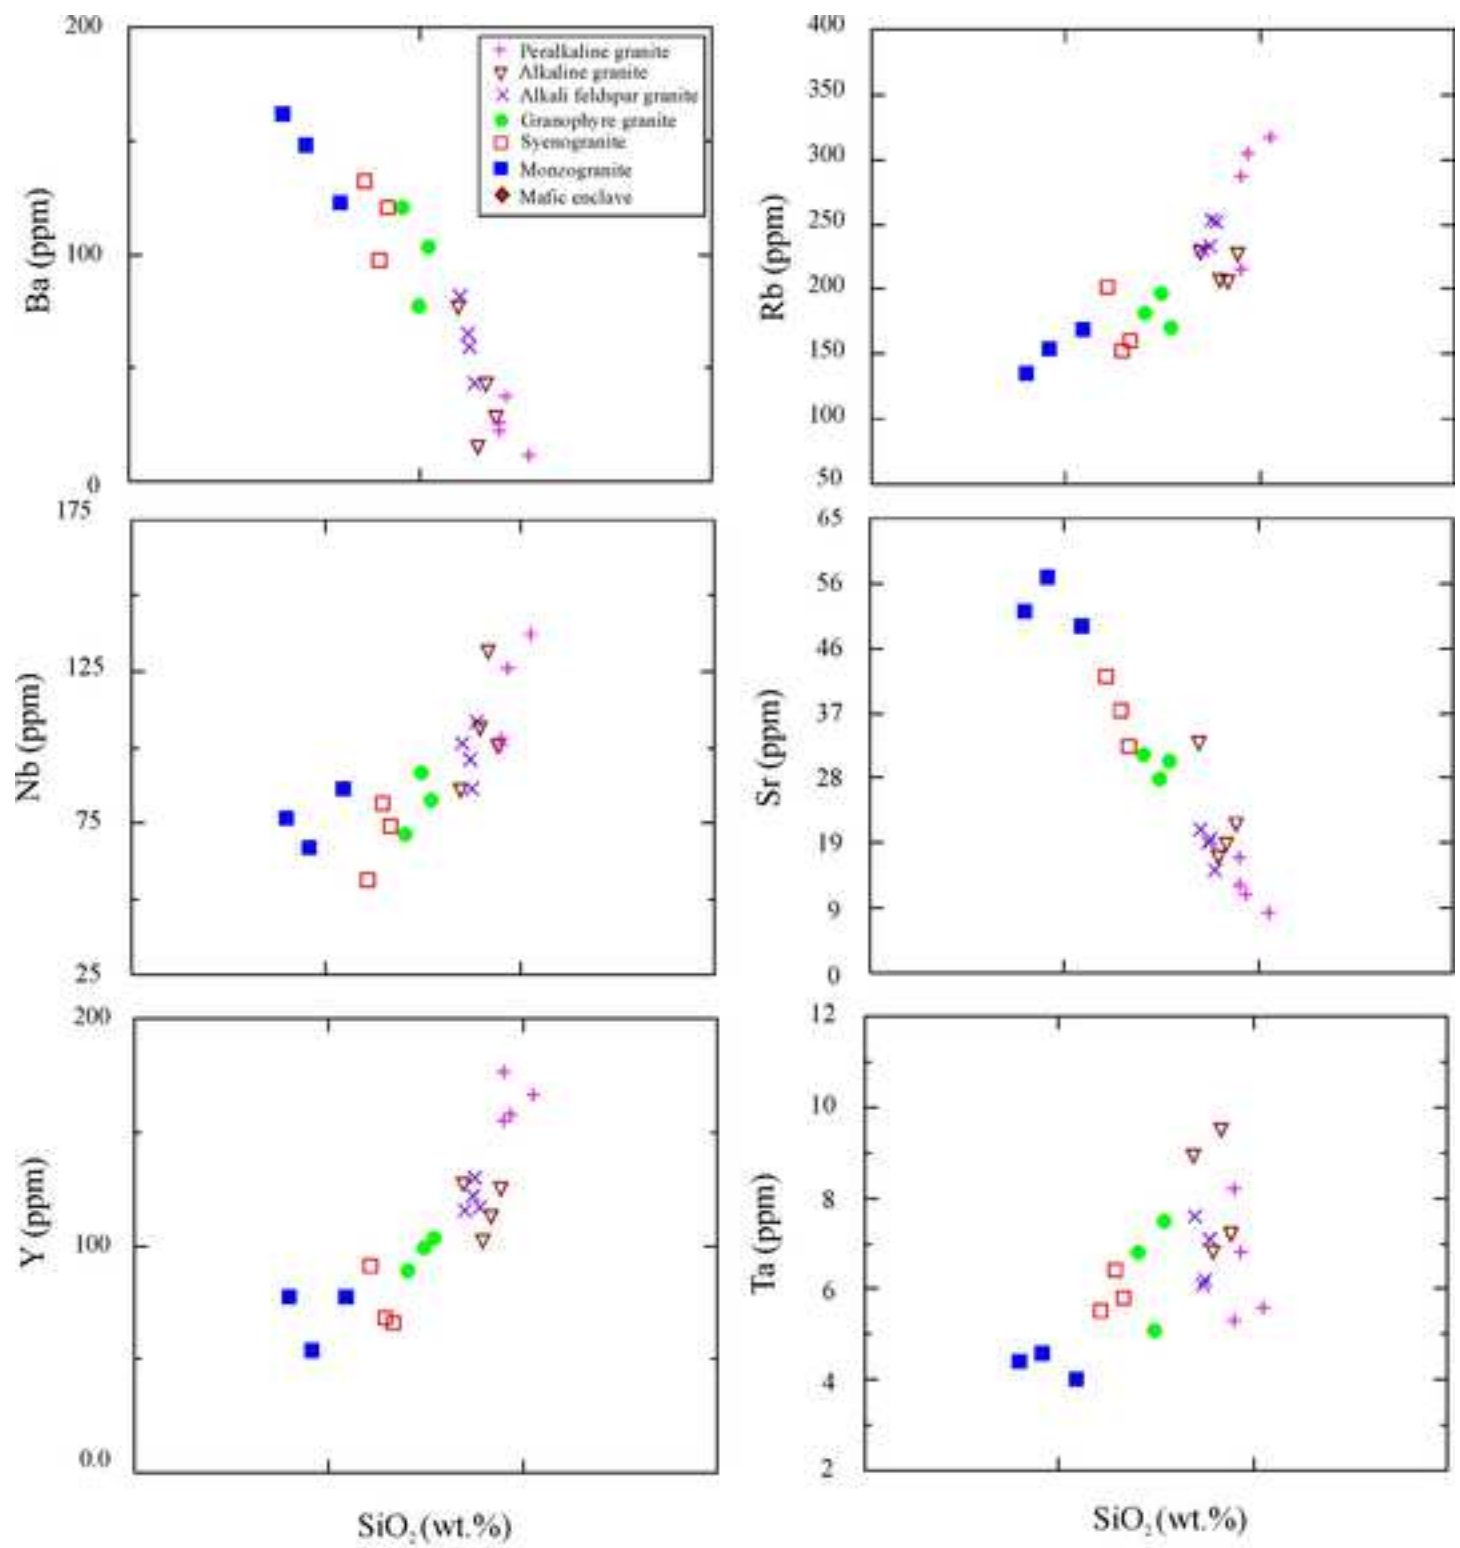 200
100
0
Ba (ppm)
Peralkaline granite
Alkaline granite
Alkali feldspar granite
Granophyre granite
Syenogranite
Monzogranite
Mafic enclave
400
350
300
250
200
150
100
50
Rb (ppm)
175
125
75
25
Nb (ppm)
65
56
46
37
28
19
9
0
Sr (ppm)
200
100
0.0
Y (ppm)
SiO2 (wt.%)
12
10
8
6
4
2
Ta (ppm)
SiO2 (wt.%)